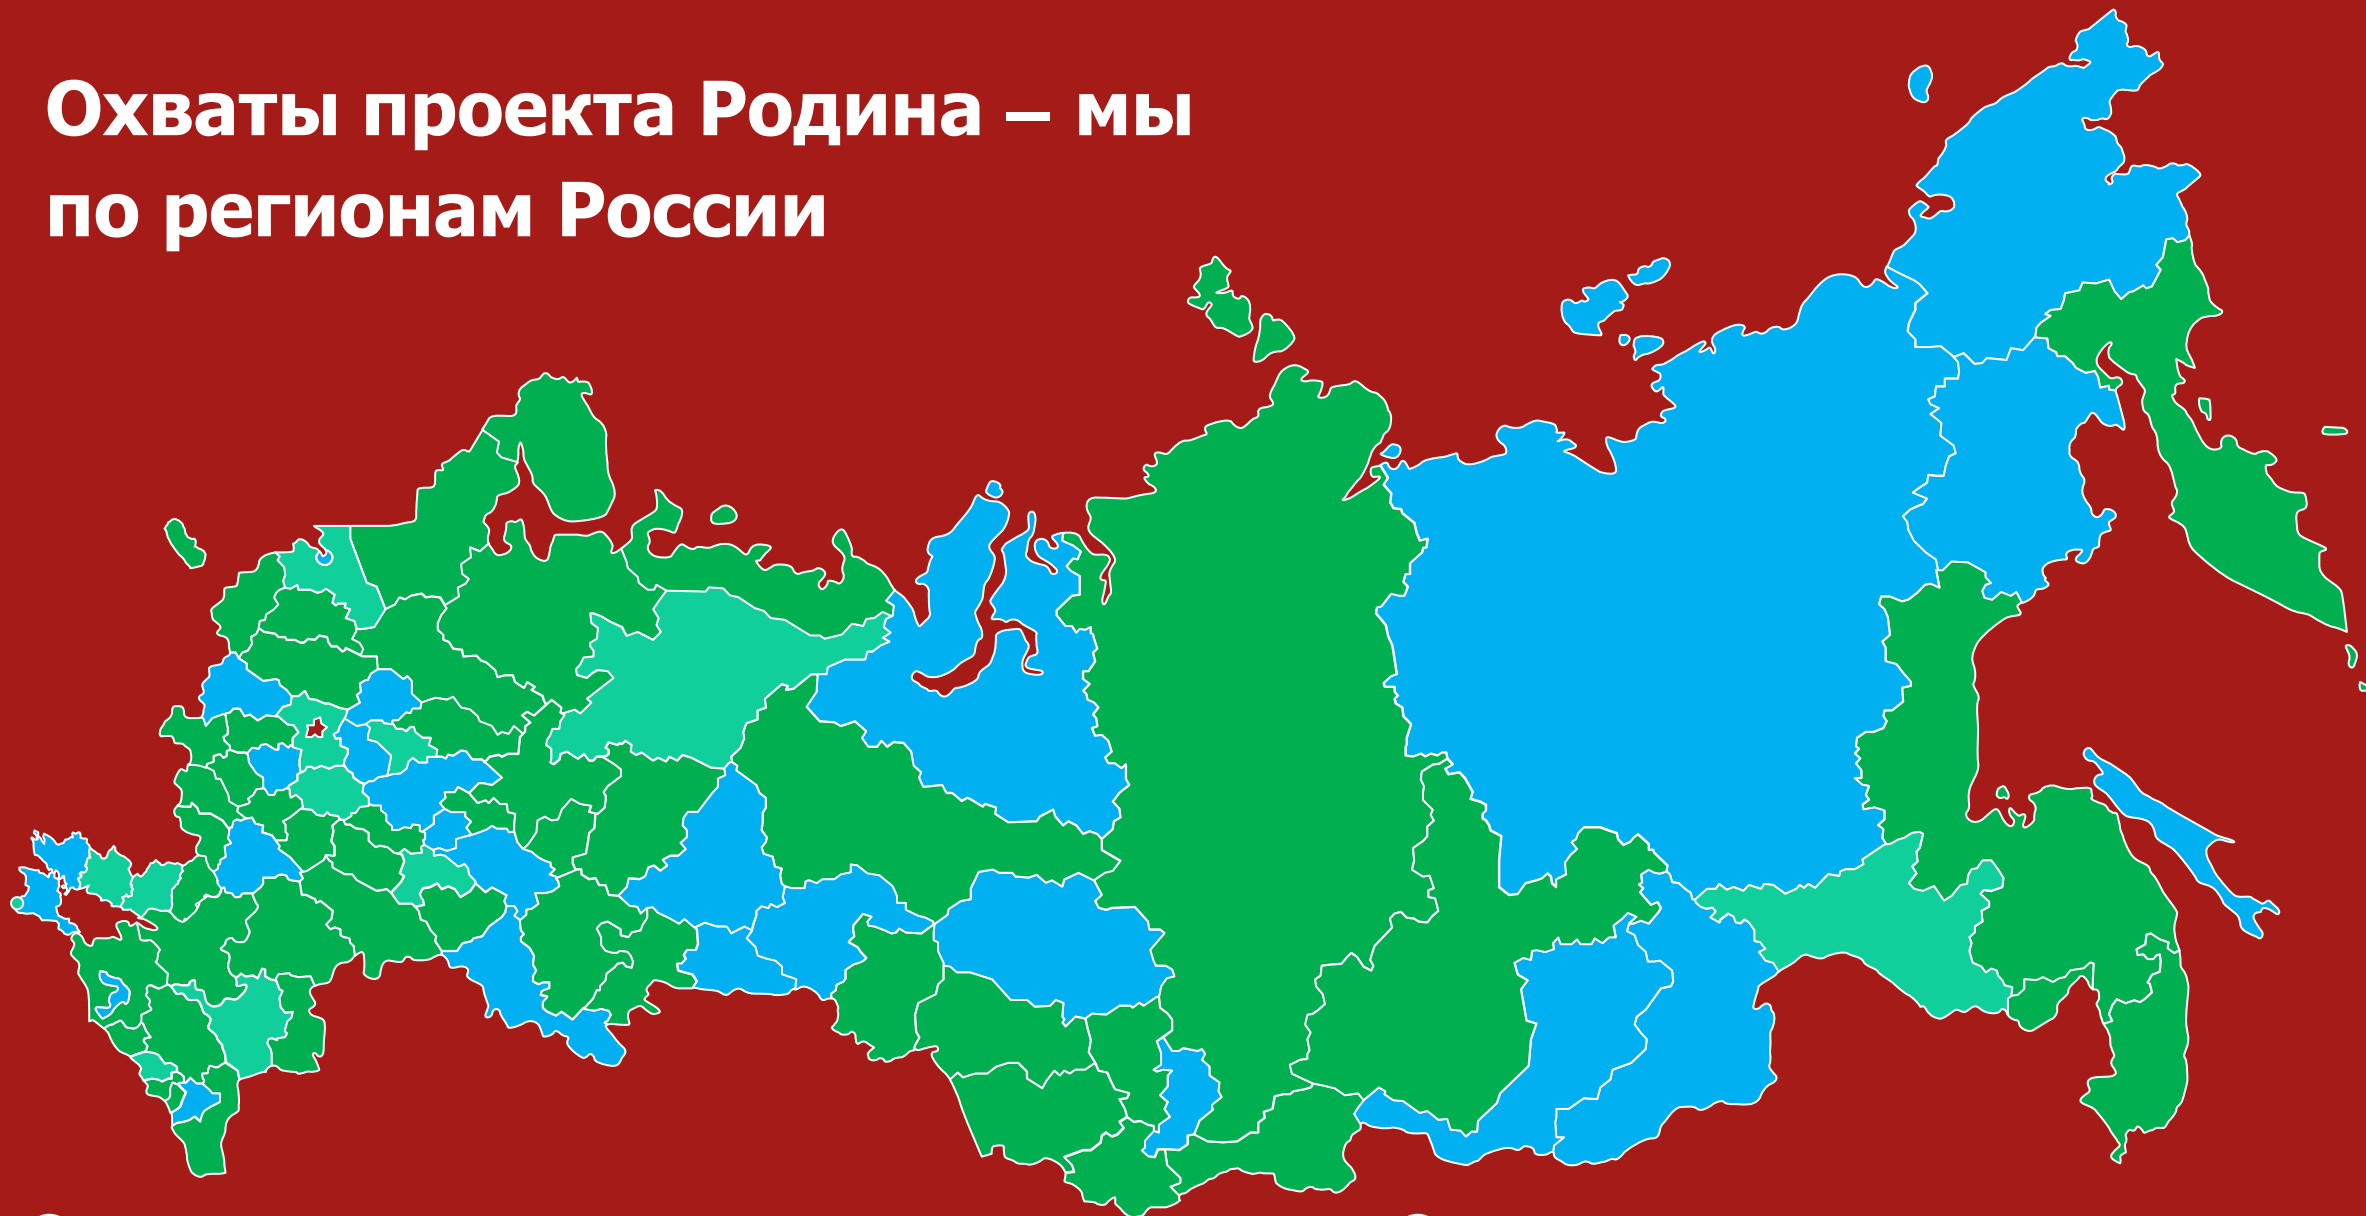 Охваты проекта Родина – мы
по регионам России